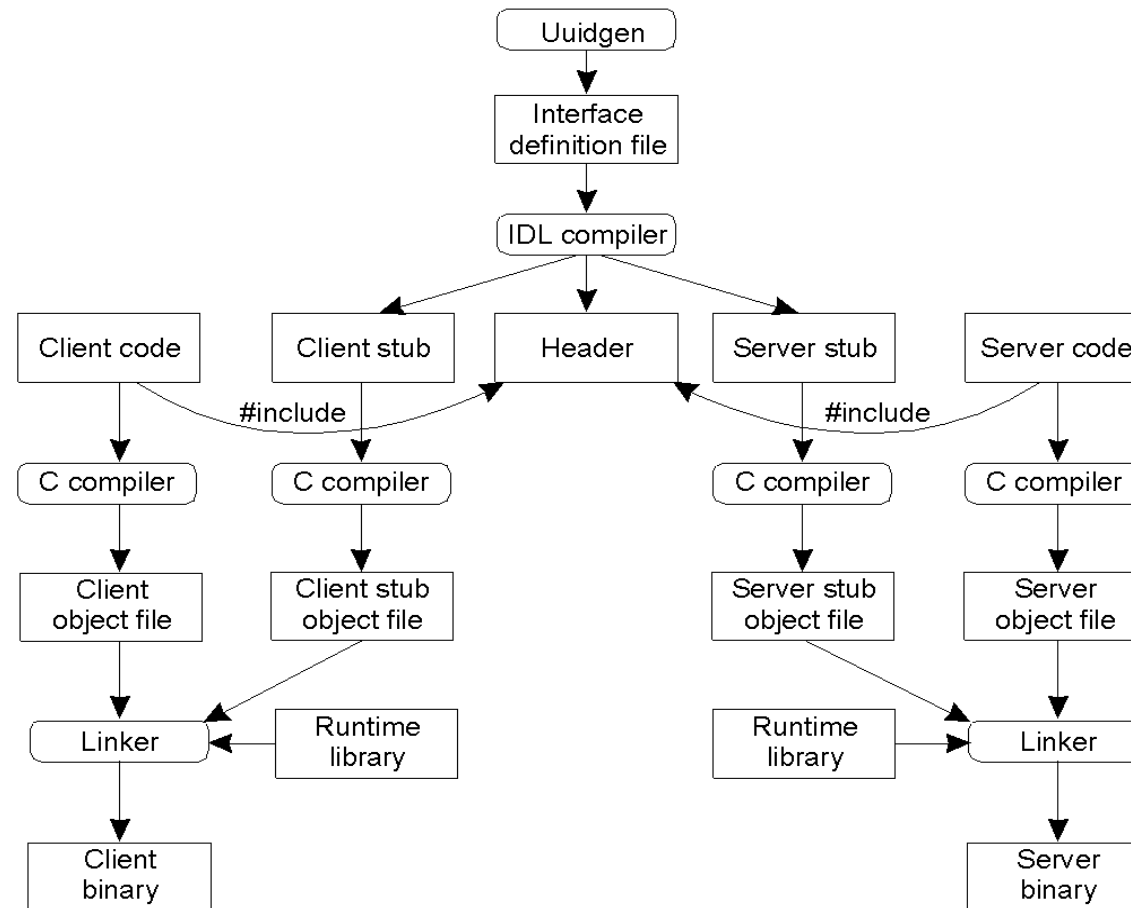 Uuidgen
Interface
definition file
IDL compiler
Client code
Client stub
Header
Server stub
Server code
#include
#include
C compiler
C compiler
C compiler
C compiler
Client
object file
Client stub
object file
Server stub
object file
Server
object file
Linker
Runtime
library
Runtime
library
Linker
Client
binary
Server
binary